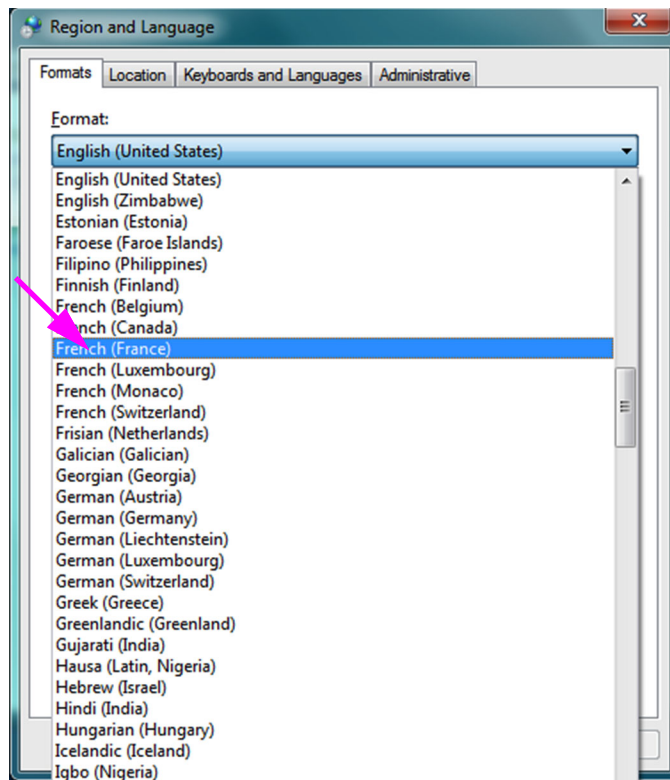 Region and Language
Formats Location Keyboards and Languages Administrative
Format:
English (United States)
English (United States)
English (Zimbabwe)
Estonian (Estonia)
Faroese (Faroe Islands)
Filipino (Philippines)
Finnish (Finland)
French (Belgium)
French (Canada)
French (France)
French (Luxembourg)
French (Monaco)
French (Switzerland)
Frisian (Netherlands)
Galician (Galician)
Georgian (Georgia)
German (Austria)
German (Germany)
German (Liechtenstein)
German (Luxembourg)
German (Switzerland)
Greek (Greece)
Greenlandic (Greenland)
Gujarati (India)
Hausa (Latin, Nigeria)
Hebrew (Israel)
Hindi (India)
Hungarian (Hungary)
Icelandic (Iceland)
Igbo (Nigeria)